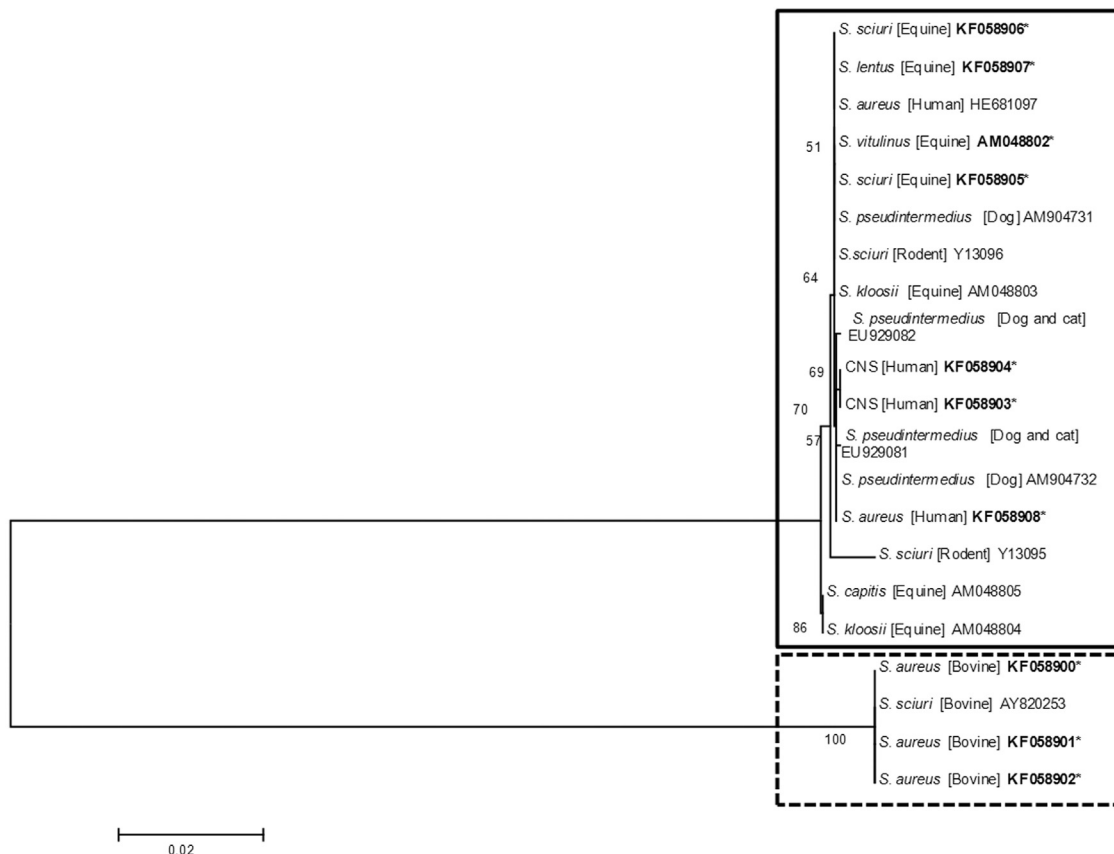 S. sciuri [Equine] KF058906*
S. lentus [Equine] KF058907*
S. aureus [Human] HE681097
51
S. vitulinus [Equine] AM048802*
S. sciuri [Equine] KF058905*
S. pseudintermedius [Dog] AM904731
S.sciuri [Rodent] Y13096
64
S. kloosii [Equine] AM048803
S. pseudintermedius [Dog and cat]
EU929082
69
CNS [Human] KF058904*
70
CNS [Human] KF058903*
57
S. pseudintermedius [Dog and cat]
EU929081
S. pseudintermedius [Dog] AM904732
S. aureus [Human] KF058908*
S. sciuri [Rodent] Y13095
S. capitis [Equine] AM048805
86
S. kloosii [Equine] AM048804
S. aureus [Bovine] KF058900*
S. sciuri [Bovine] AY820253
100
S. aureus [Bovine] KF058901*
S. aureus [Bovine] KF058902*
0.02